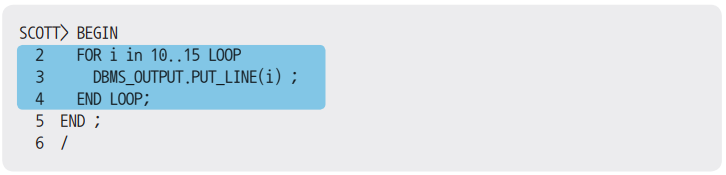 SCOTT> BEGIN
2 FOR i in 10..15 LOOP
3 DBMS_OUTPUT.PUT_LINE(i) ;
4 END LOOP;
5 END ;
6 /